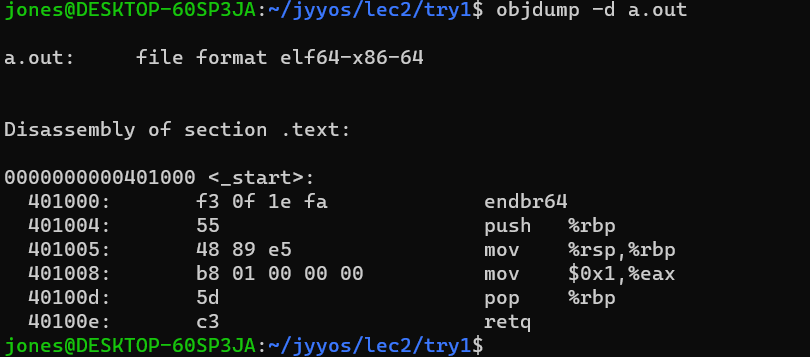 jones@DESKTOP-60SP3JA:~/jyyos/lec2/try1$ objdump -d a.out
a.out:     file format elf64-x86-64
Disassembly of section .text:
0000000000401000 <_start>:
  401000:       f3 0f 1e fa             endbr64
  401004:       55                      push   %rbp
  401005:       48 89 e5                mov    %rsp,%rbp
  401008:       b8 01 00 00 00          mov    $0x1,%eax
  40100d:       5d                      pop    %rbp
  40100e:       c3                      retq
jones@DESKTOP-60SP3JA:~/jyyos/lec2/try1$